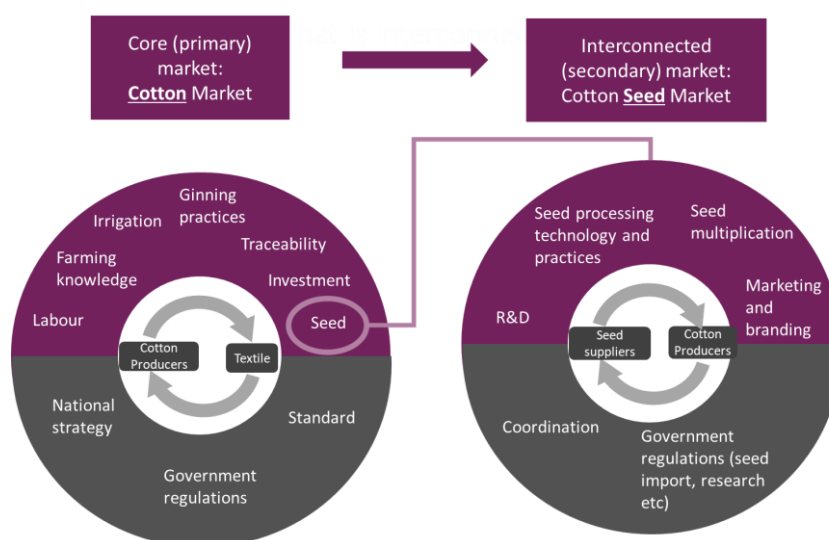 Core (primary)
market:
Cotton Market
Interconnected
(secondary) market:
Cotton Seed Market
Ginning
practices
Irrigation
Traceability
Farming
knowledge
Investment
Labour
Seed
Cotton
Producers
Textile
National
strategy
Standard
Government
regulations
Seed processing
technology and
practices
Seed
multiplication
Marketing
and
branding
R&D
Seed
suppliers
Cotton
Producers
Coordination
Government
regulations (seed
import, research
etc)